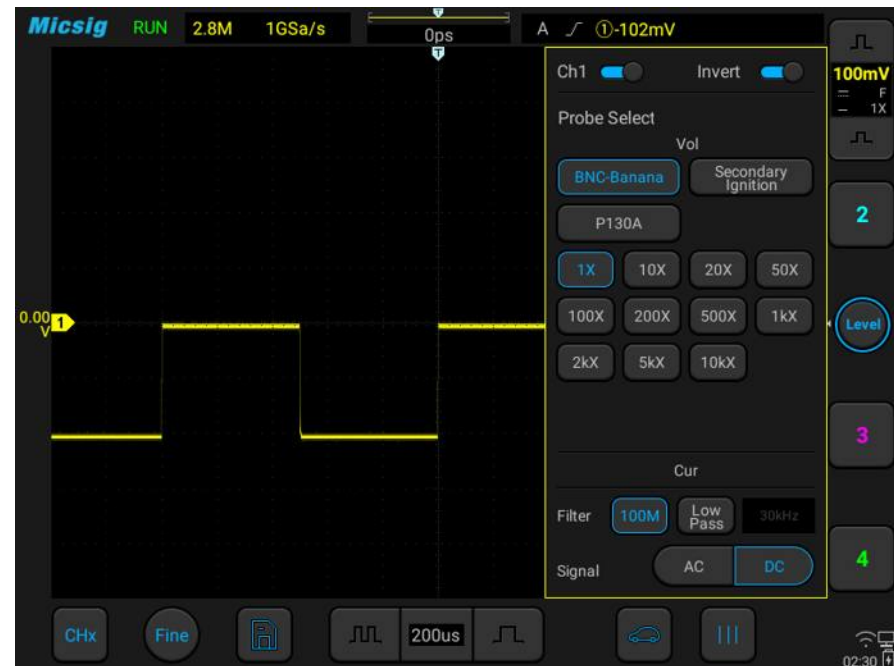 Micsig RUN 2.8M 1GSa/s T 0ps A ①-102mV
T
Ch1 Invert
100mV
F
1X
Probe Select
Vol
BNC-Banana Secondary Ignition
P130A
2
1X 10X 20X 50X
0.00 V 1
100X 200X 500X 1kX
Level
2kX 5kX 10kX
3
Cur
Filter 100M Low Pass 30kHz
Signal AC DC
4
CHx Fine 200us
02:30